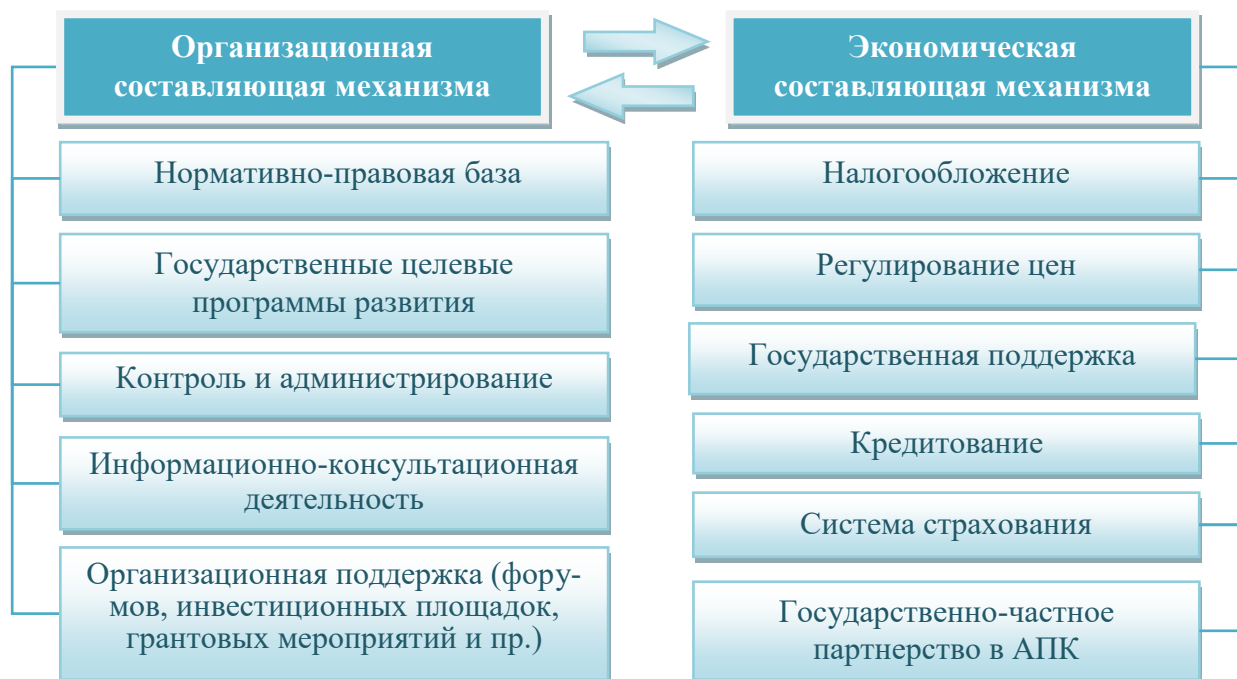 Организационная
составляющая механизма
Нормативно-правовая база
Государственные целевые
программы развития
Контроль и администрирование
Информационно-консультационная
деятельность
Организационная поддержка (фору-
мов, инвестиционных площадок,
грантовых мероприятий и пр.)
Экономическая
составляющая механизма
Налогообложение
Регулирование цен
Государственная поддержка
Кредитование
Система страхования
Государственно-частное
партнерство в АПК